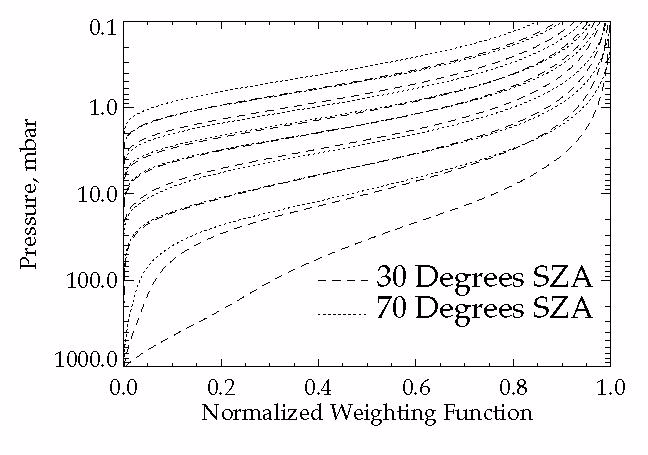 0.1
1.0
10.0
100.0
1000.0
Pressure, mbar
30 Degrees SZA
70 Degrees SZA
0.0 0.2 0.4 0.6 0.8 1.0
Normalized Weighting Function